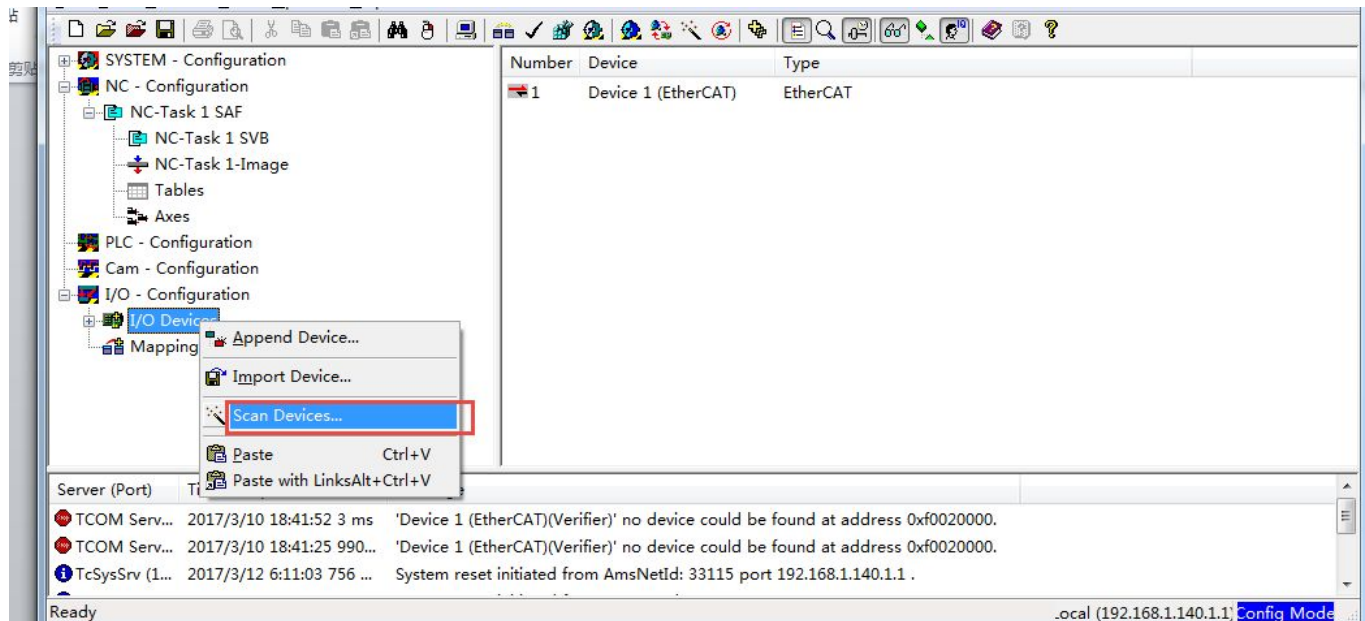 贴
剪贴
SYSTEM - Configuration
NC - Configuration
NC-Task 1 SAF
NC-Task 1 SVB
NC-Task 1-Image
Tables
Axes
PLC - Configuration
Cam - Configuration
I/O - Configuration
I/O Devices
Mapping
Append Device...
Import Device...
Scan Devices...
Paste Ctrl+V
Paste with Links Alt+Ctrl+V
Number Device Type
1 Device 1 (EtherCAT) EtherCAT
Server (Port)
TCOM Serv... 2017/3/10 18:41:52 3 ms 'Device 1 (EtherCAT)(Verifier)' no device could be found at address 0xf0020000.
TCOM Serv... 2017/3/10 18:41:25 990... 'Device 1 (EtherCAT)(Verifier)' no device could be found at address 0xf0020000.
TcSysSrv (1... 2017/3/12 6:11:03 756 ... System reset initiated from AmsNetId: 33115 port 192.168.1.140.1.1 .
Ready .ocal (192.168.1.140.1.1) Config Mode